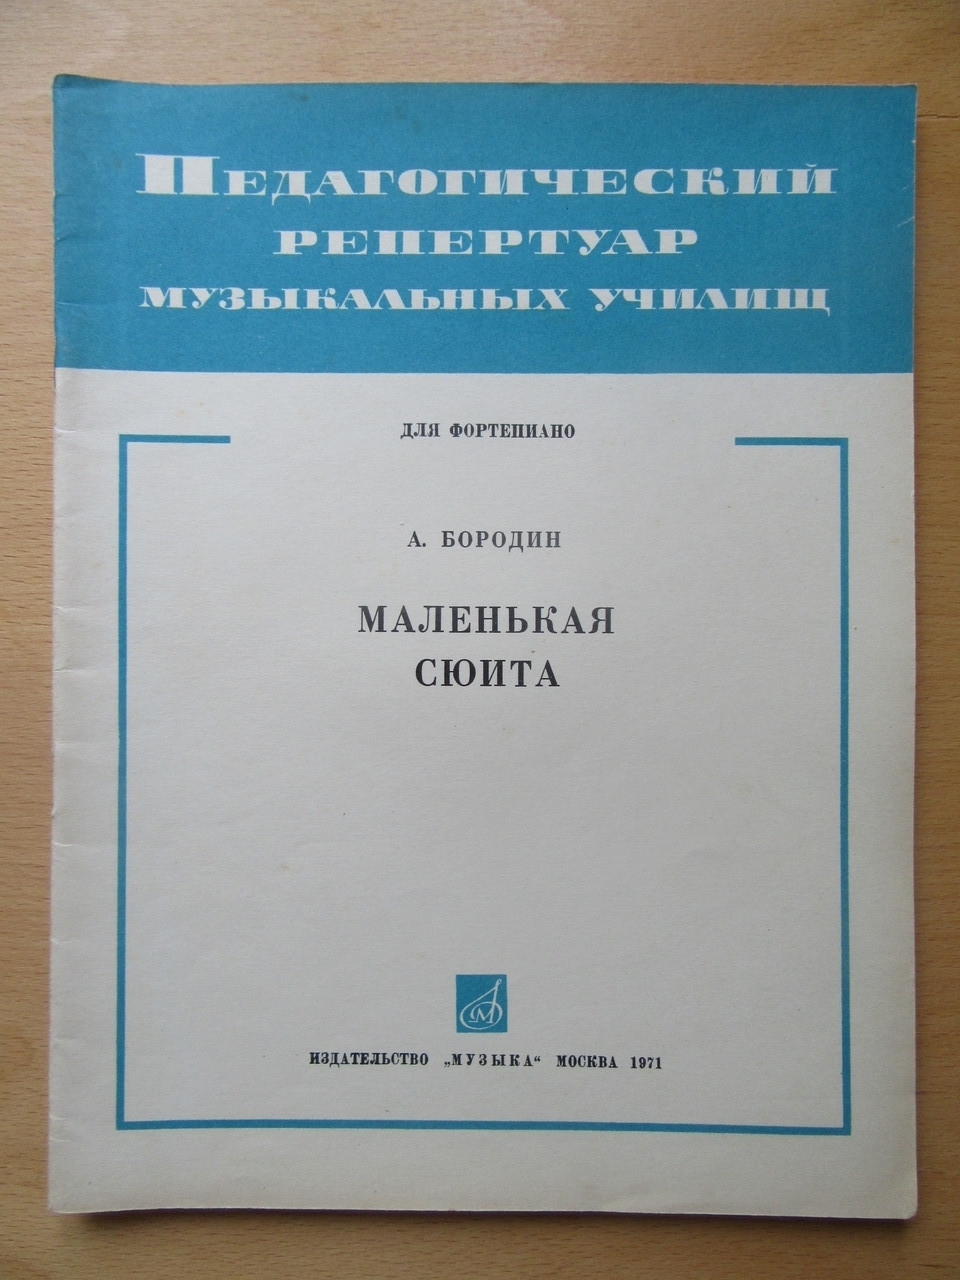 Педагогический
репертуар
музыкальных училищ
ДЛЯ ФОРТЕПИАНО
А. БОРОДИН
МАЛЕНЬКАЯ
СЮИТА
М
ИЗДАТЕЛЬСТВО „МУЗЫКА“ МОСКВА 1971